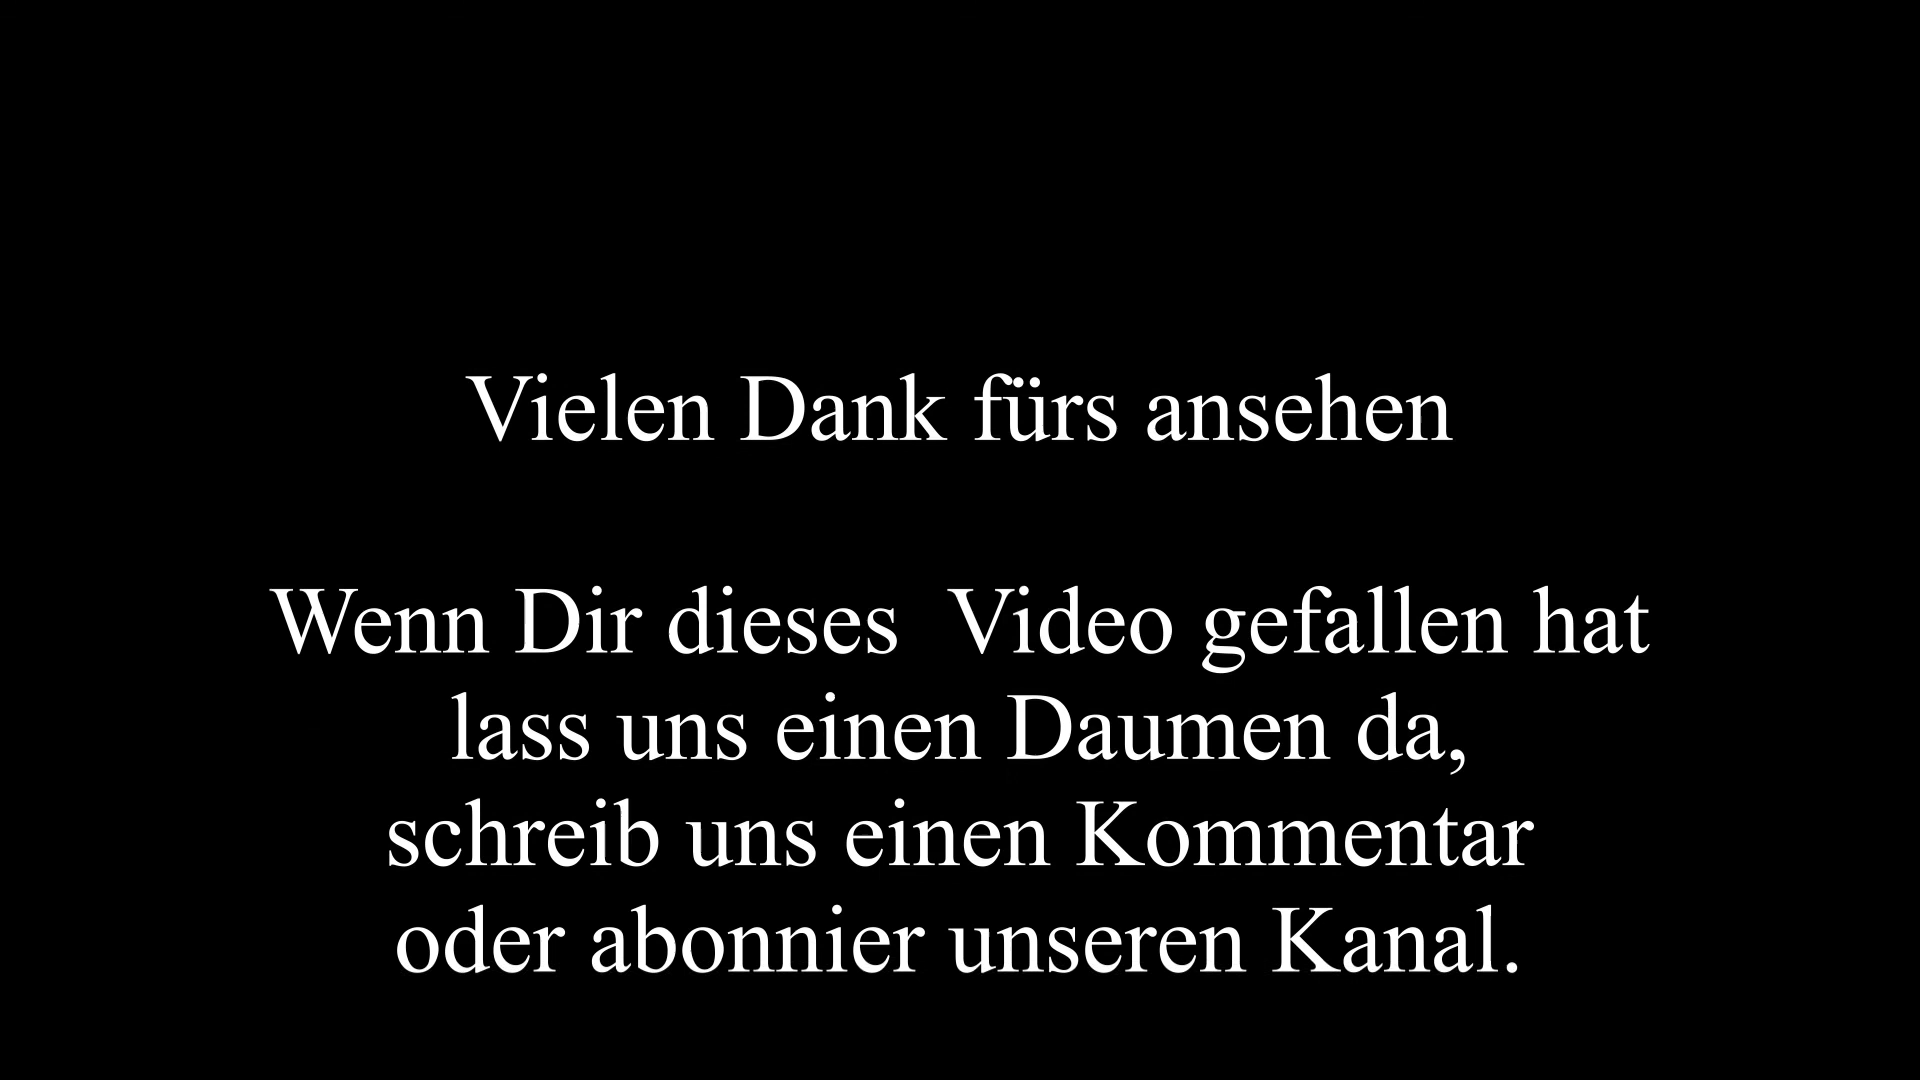 Vielen Dank fürs ansehen
Wenn Dir dieses  Video gefallen hat
lass uns einen Daumen da,
schreib uns einen Kommentar
oder abonnier unseren Kanal.